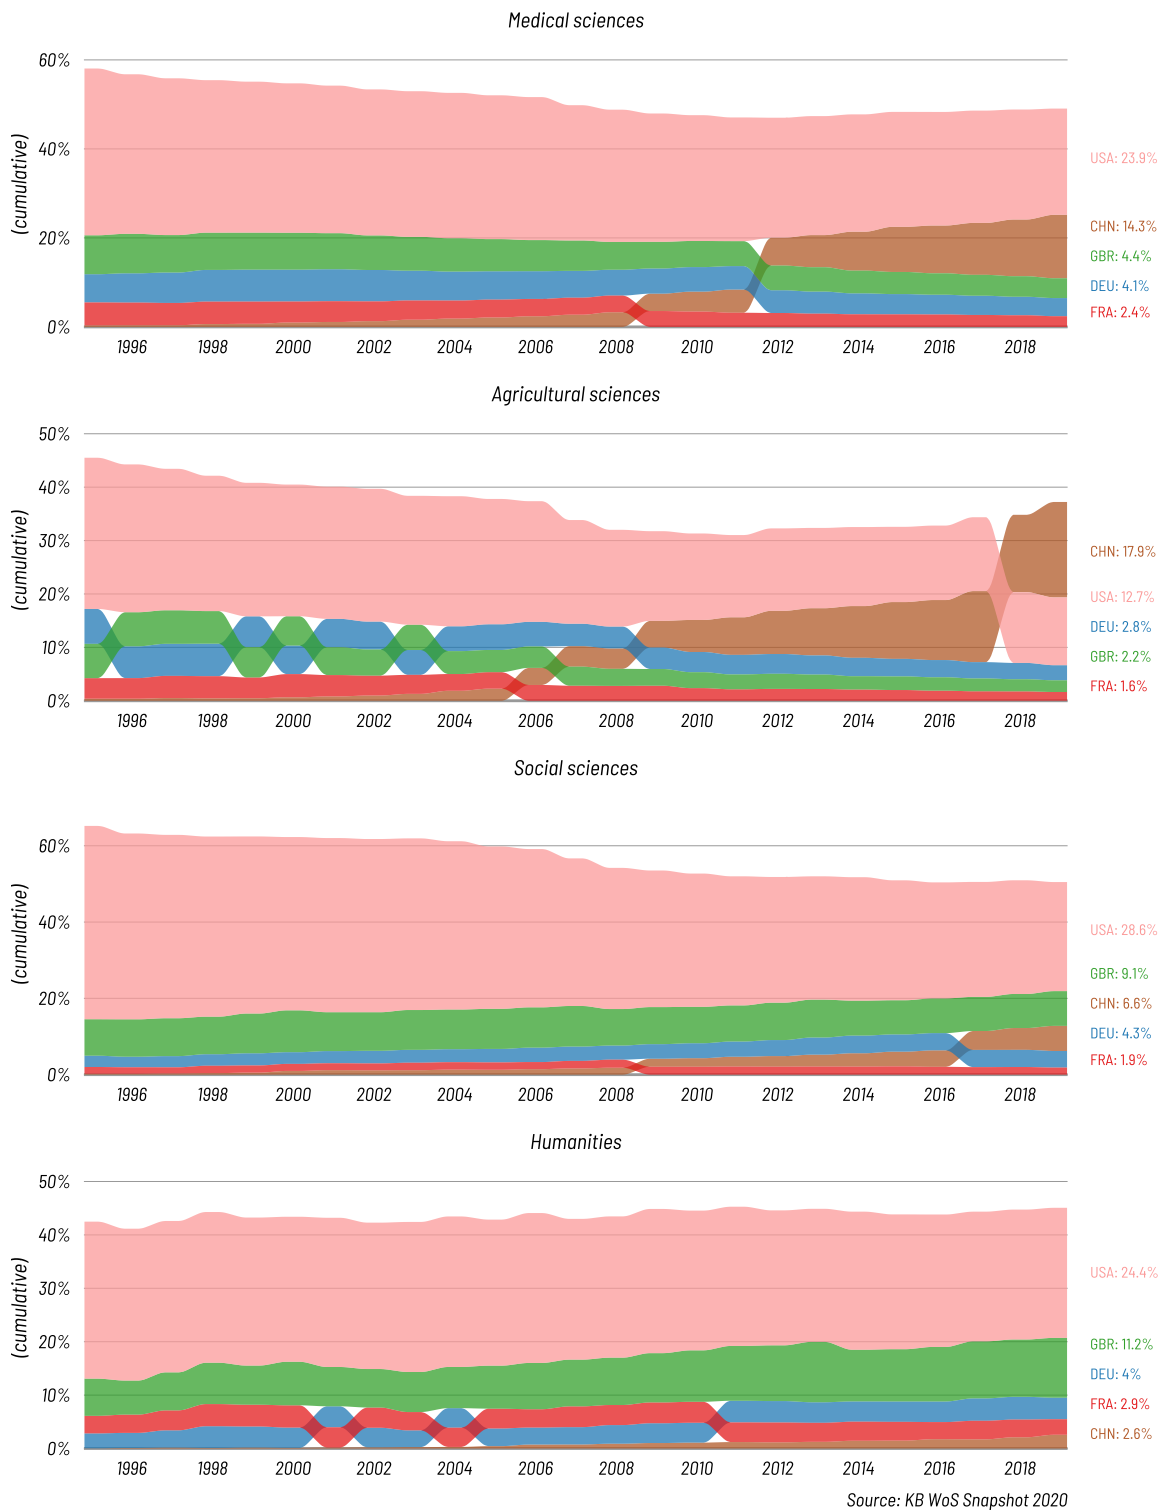 Medical sciences
60%
40%
20%
0%
(cumulative)
USA: 23.9%
CHN: 14.3%
GBR: 4.4%
DEU: 4.1%
FRA: 2.4%
1996 1998 2000 2002 2004 2006 2008 2010 2012 2014 2016 2018
Agricultural sciences
50%
40%
30%
20%
10%
0%
(cumulative)
CHN: 17.9%
USA: 12.7%
DEU: 2.8%
GBR: 2.2%
FRA: 1.6%
1996 1998 2000 2002 2004 2006 2008 2010 2012 2014 2016 2018
Social sciences
60%
40%
20%
0%
(cumulative)
USA: 28.6%
GBR: 9.1%
CHN: 6.6%
DEU: 4.3%
FRA: 1.9%
1996 1998 2000 2002 2004 2006 2008 2010 2012 2014 2016 2018
Humanities
50%
40%
30%
20%
10%
0%
(cumulative)
USA: 24.4%
GBR: 11.2%
DEU: 4%
FRA: 2.9%
CHN: 2.6%
1996 1998 2000 2002 2004 2006 2008 2010 2012 2014 2016 2018
Source: KB WoS Snapshot 2020